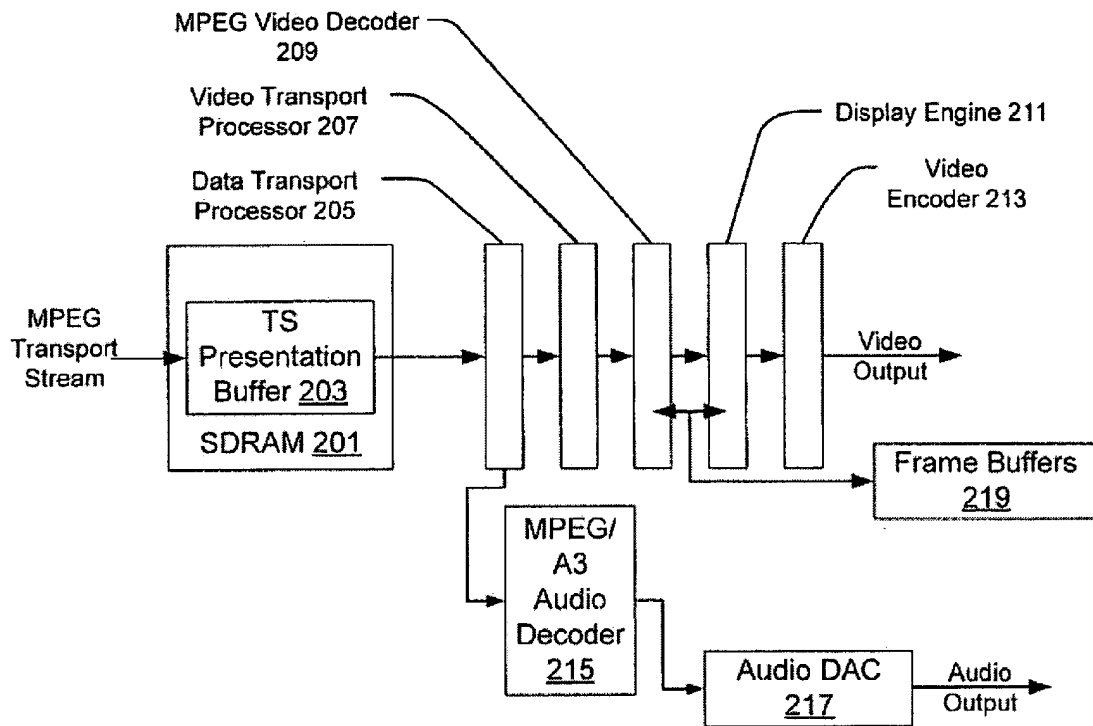 MPEG Video Decoder
209
Video Transport
Processor 207
Data Transport
Processor 205
Display Engine 211
Video
Encoder 213
MPEG
Transport
Stream
TS
Presentation
Buffer 203
SDRAM 201
Video
Output
Frame Buffers
219
MPEG/
A3
Audio
Decoder
215
Audio DAC
217
Audio
Output